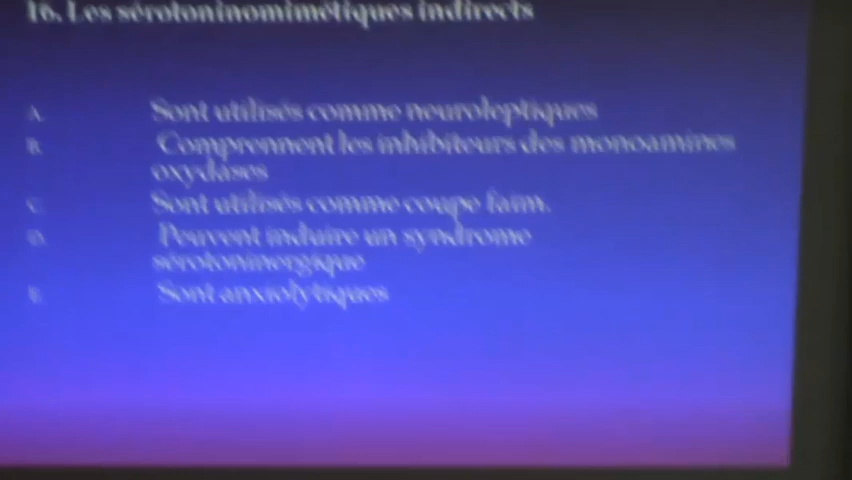 16. Les sérotoninomimétiques indirects
A. Sont utilisés comme neuroleptiques
B. Comprennent les inhibiteurs des monoamines
oxydases
C. Sont utilisés comme coupe faim.
D. Peuvent induire un syndrome
sérotoninergique
E. Sont anxiolytiques